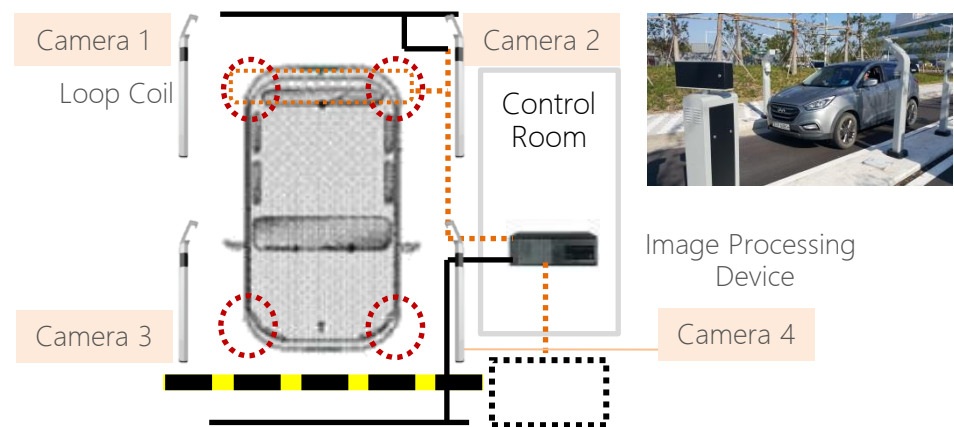 Camera 1
Camera 2
Loop Coil
Control
Room
Image Processing
Device
Camera 3
Camera 4